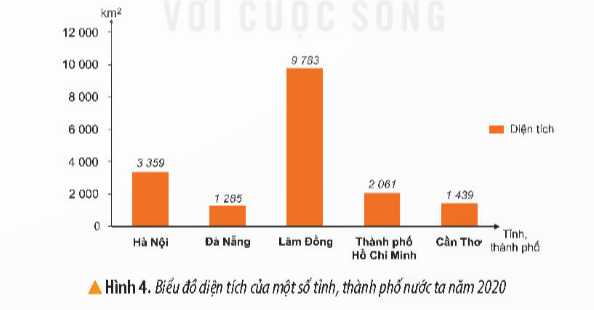 VỚI CUỘC SỐNG
km²
12 000
10 000
8 000
6 000
4 000
2 000
0
3 359
1 285
9 783
2 061
1 439
Diện tích
Hà Nội
Đà Nẵng
Lâm Đồng
Thành phố
Hồ Chí Minh
Cần Thơ
Tỉnh,
thành phố
Hình 4. Biểu đồ diện tích của một số tỉnh, thành phố nước ta năm 2020